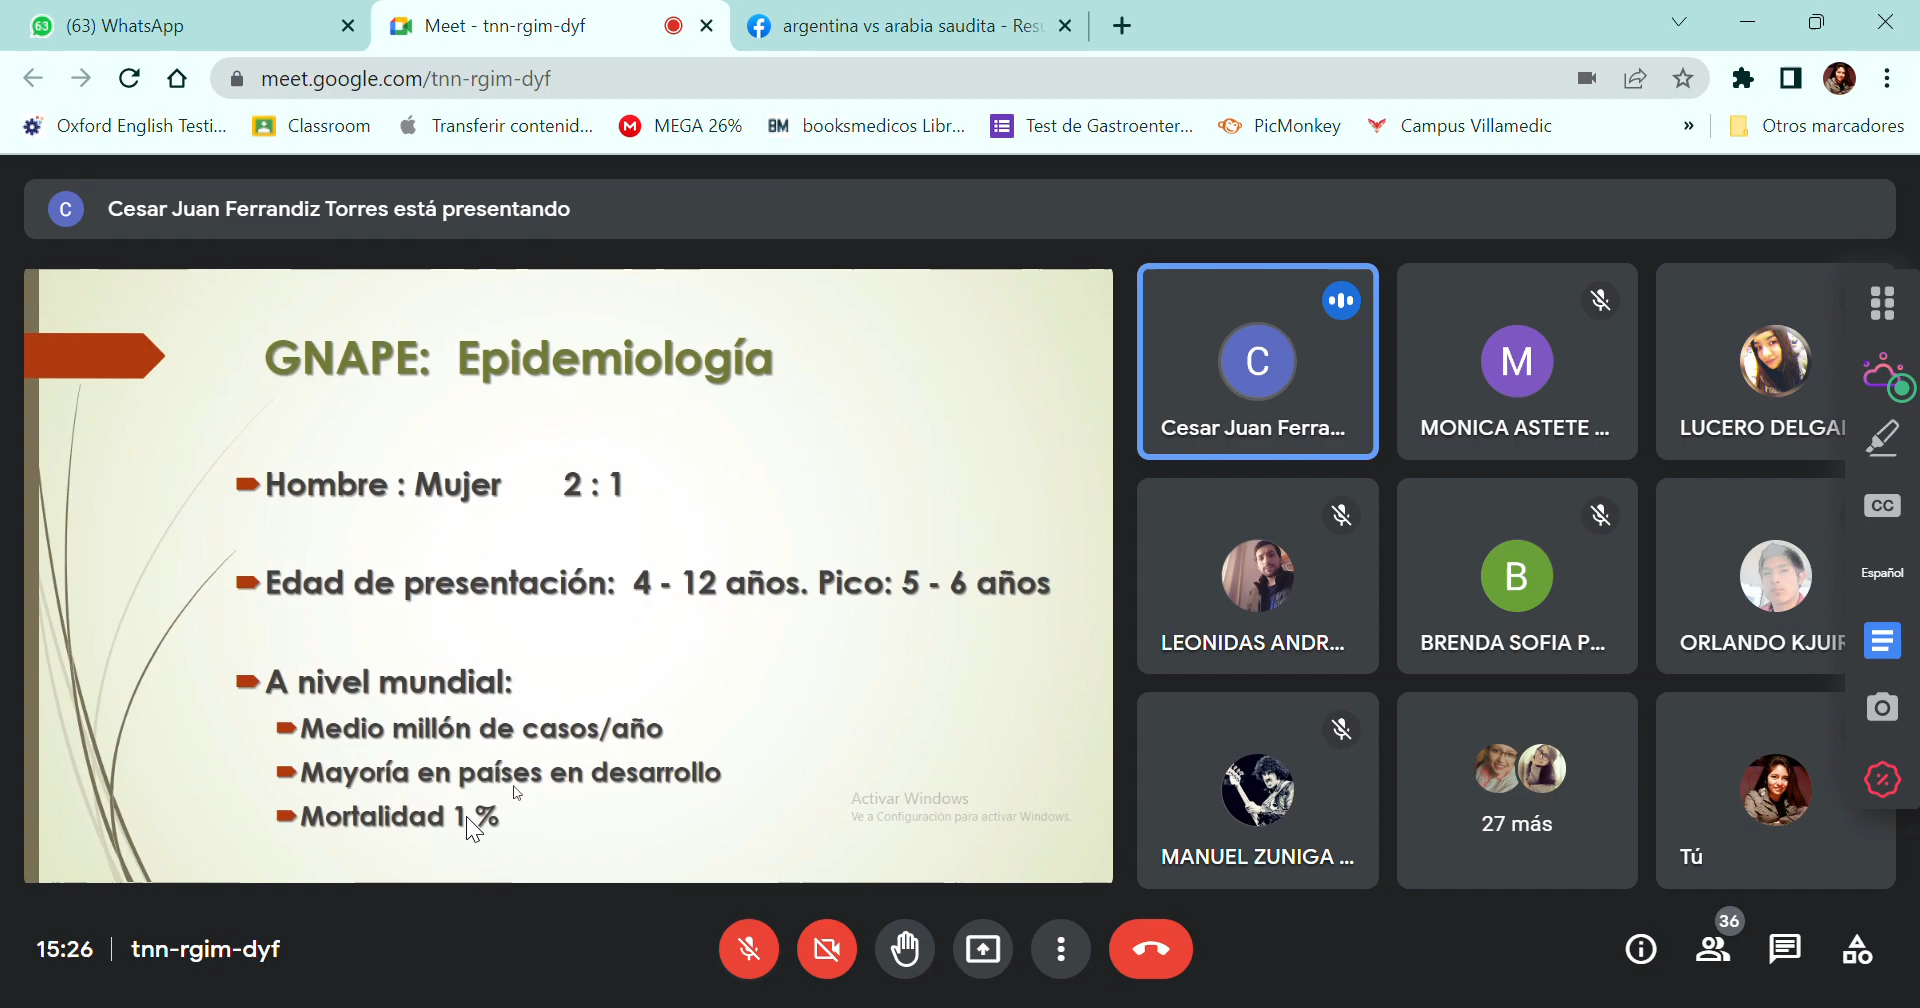 (63) WhatsApp
Meet - tnn-rgim-dyf
argentina vs arabia saudita - Resu
meet.google.com/tnn-rgim-dyf
Oxford English Testi...
Classroom
Transferir contenid...
MEGA 26%
BM booksmedicos Libr...
Test de Gastroenter...
PicMonkey
Campus Villamedic
»
Otros marcadores
C Cesar Juan Ferrandiz Torres está presentando
GNAPE: Epidemiología
Hombre : Mujer 2 : 1
Edad de presentación: 4 - 12 años. Pico: 5 - 6 años
A nivel mundial:
Medio millón de casos/año
Mayoría en países en desarrollo
Mortalidad 1 %
Activar Windows
Ve a Configuración para activar Windows.
C
Cesar Juan Ferra...
M
MONICA ASTETE ...
LUCERO DELGA
LEONIDAS ANDR...
B
BRENDA SOFIA P...
ORLANDO KJUIR
MANUEL ZUNIGA ...
27 más
Tú
CC
Español
15:26
tnn-rgim-dyf
36